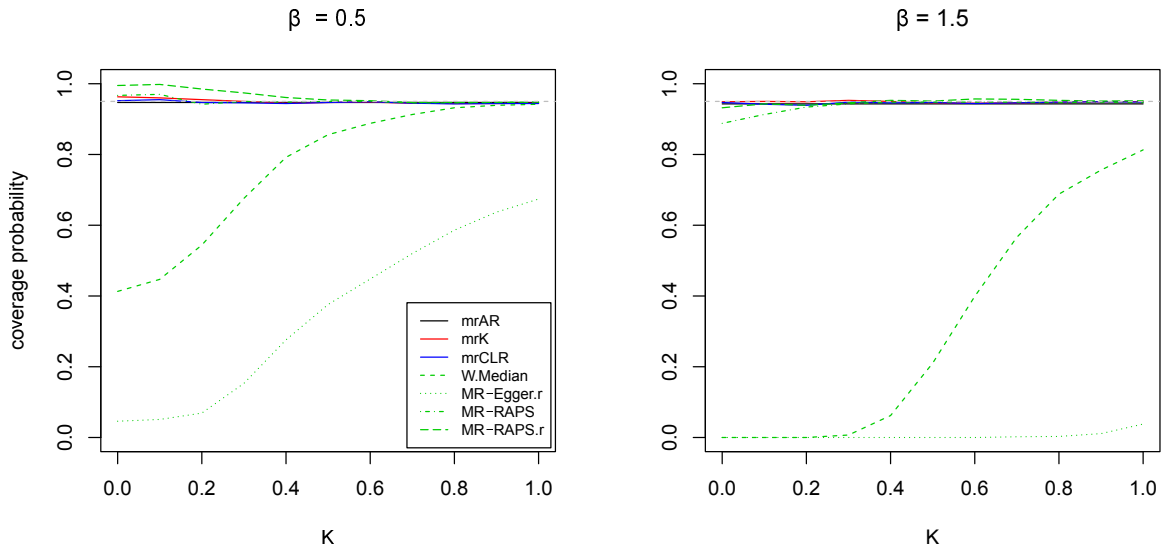 β = 0.5
β = 1.5
coverage probability
1.0
0.8
0.6
0.4
0.2
0.0
0.0 0.2 0.4 0.6 0.8 1.0
K
mrAR
mrK
mrCLR
W.Median
MR−Egger.r
MR−RAPS
MR−RAPS.r
1.0
0.8
0.6
0.4
0.2
0.0
0.0 0.2 0.4 0.6 0.8 1.0
K